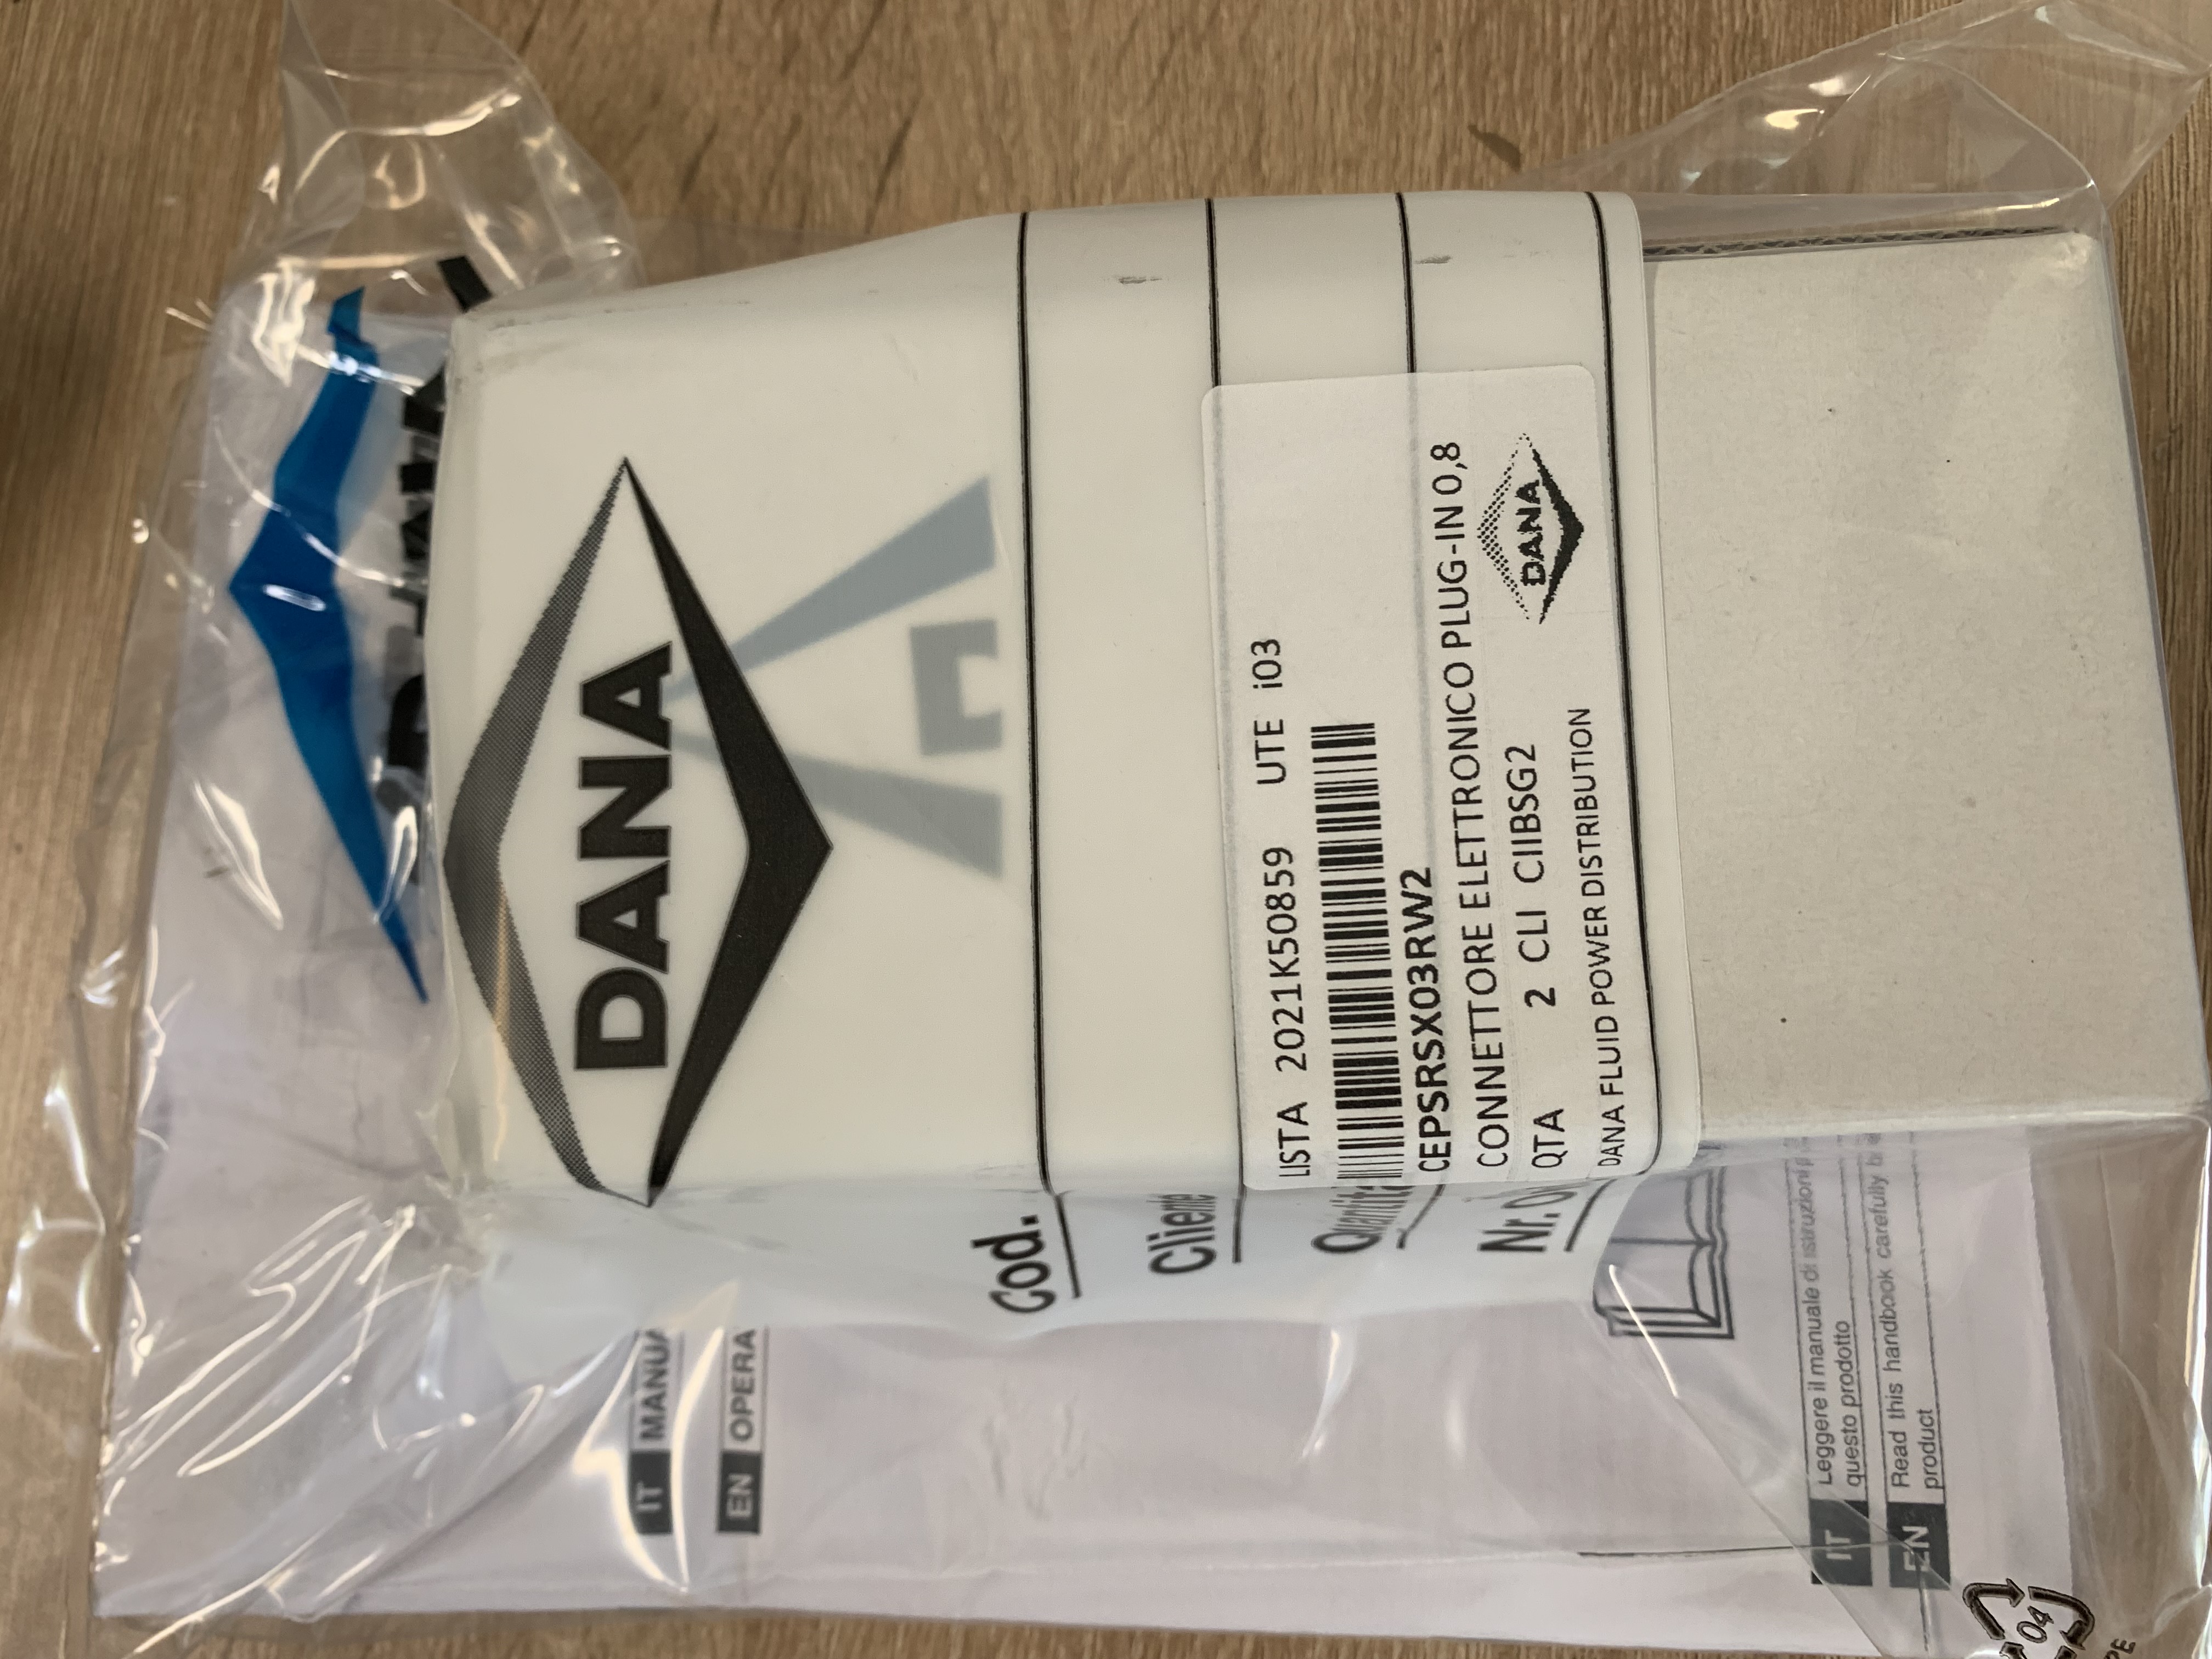 DANA
Cod.
Cliente
LISTA 2021K50859 UTE i03
CEPSRSX03RW2
CONNETTORE ELETTRONICO PLUG-IN 0,8
QTA 2 CLI CIIBSG2
DANA FLUID POWER DISTRIBUTION
DANA
Nr.
IT MANUA
EN OPERA
IT Leggere il manuale di istruzioni
questo prodotto
EN Read this handbook carefully
product
04
PE